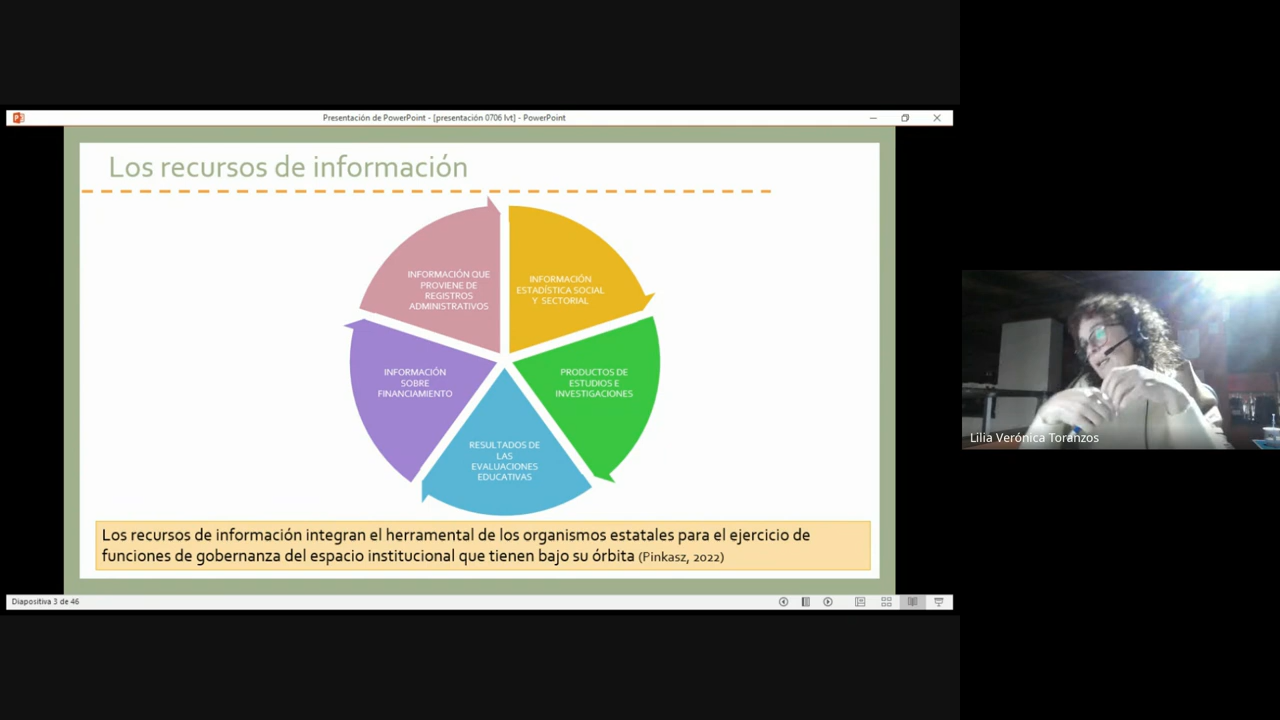 Presentación de PowerPoint - [presentación 0706 lvt] - PowerPoint
Los recursos de información
INFORMACIÓN QUE
PROVIENE DE
REGISTROS
ADMINISTRATIVOS
INFORMACIÓN
ESTADÍSTICA SOCIAL
Y SECTORIAL
INFORMACIÓN
SOBRE
FINANCIAMIENTO
PRODUCTOS DE
ESTUDIOS E
INVESTIGACIONES
RESULTADOS DE
LAS
EVALUACIONES
EDUCATIVAS
Los recursos de información integran el herramental de los organismos estatales para el ejercicio de
funciones de gobernanza del espacio institucional que tienen bajo su órbita (Pinkasz, 2022)
Diapositiva 3 de 46
Lilia Verónica Toranzos